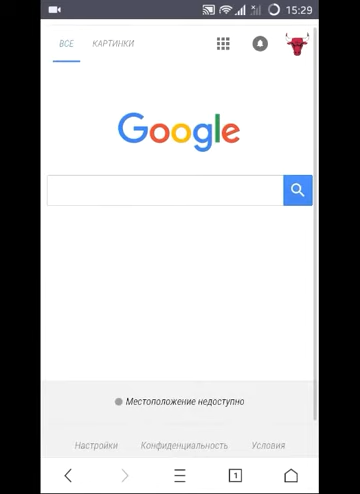 15:29
ВСЕ КАРТИНКИ
Google
Местоположение недоступно
Настройки Конфиденциальность Условия
1